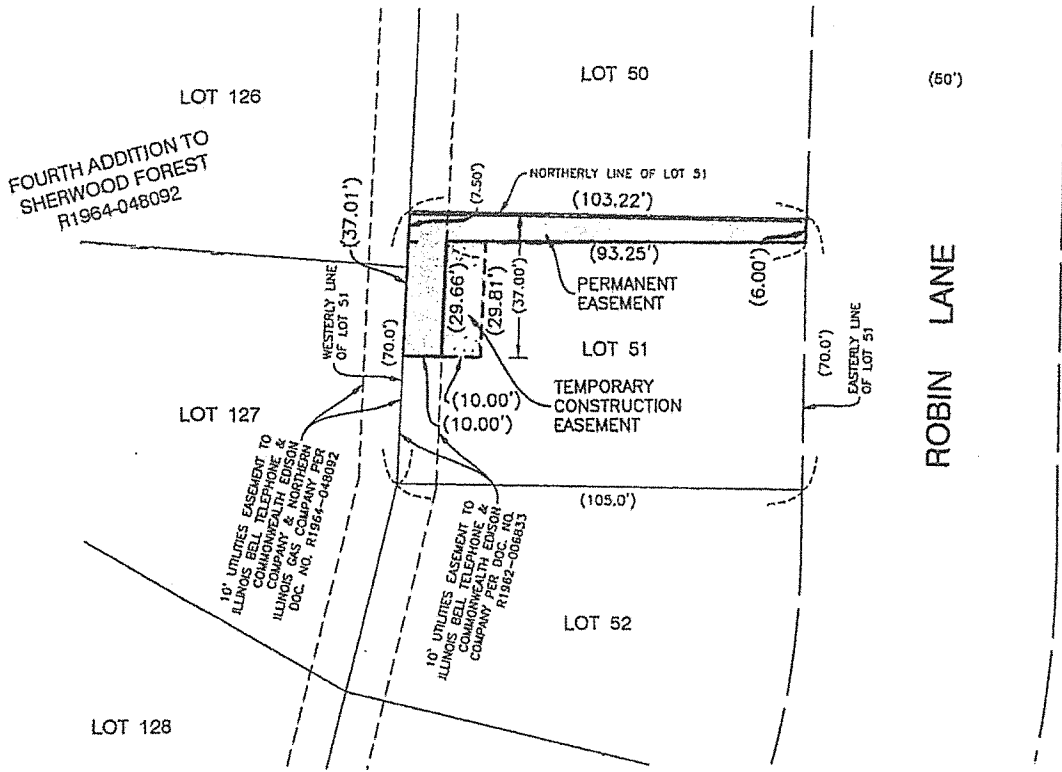 LOT 126
LOT 50
(50')
FOURTH ADDITION TO
SHERWOOD FOREST
R1964-048092
NORTHERLY LINE OF LOT 51
(7.50')
(103.22')
(37.01')
(93.25')
(6.00')
(29.66')
(29.81')
(37.00')
PERMANENT
EASEMENT
WESTERLY LINE
OF LOT 51
(70.0')
LOT 51
(70.0')
EASTERLY LINE
OF LOT 51
ROBIN LANE
TEMPORARY
CONSTRUCTION
EASEMENT
(10.00')
(10.00')
LOT 127
(105.0')
10' UTILITIES EASEMENT TO
ILLINOIS BELL TELEPHONE &
COMMONWEALTH EDISON
COMPANY & NORTHERN
ILLINOIS GAS COMPANY PER
DOC. NO. R1964-048092
10' UTILITIES EASEMENT TO
ILLINOIS BELL TELEPHONE &
COMMONWEALTH EDISON
COMPANY PER DOC. NO.
R1962-006833
LOT 52
LOT 128